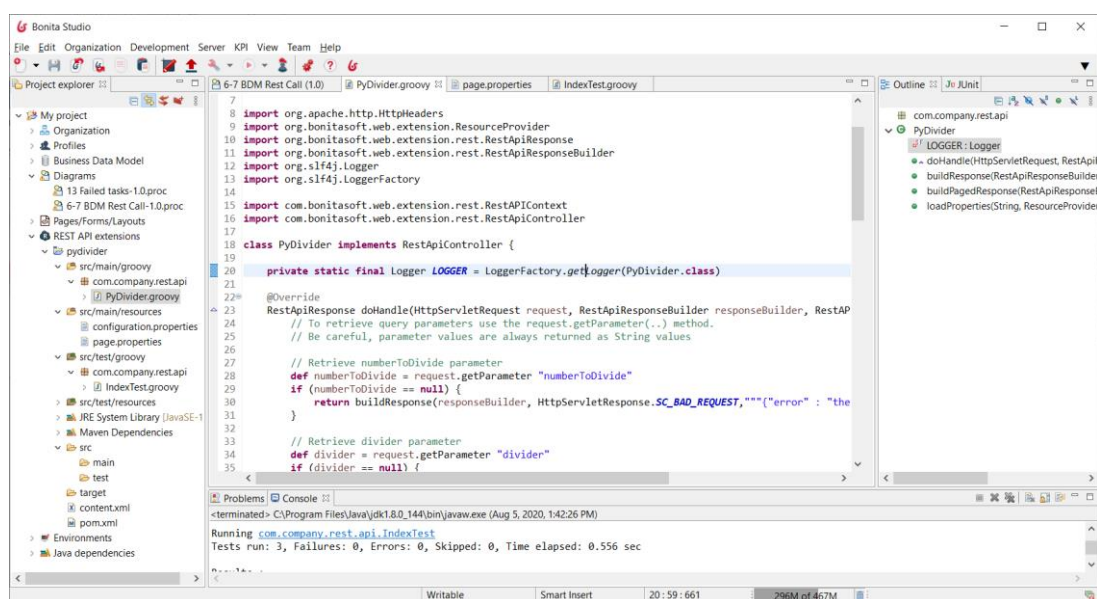 Bonita Studio
File Edit Organization Development Server KPI View Team Help
Project explorer
My project
Organization
Profiles
Business Data Model
Diagrams
13 Failed tasks-1.0.proc
6-7 BDM Rest Call-1.0.proc
Pages/Forms/Layouts
REST API extensions
pydivider
src/main/groovy
com.company.rest.api
PyDivider.groovy
src/main/resources
configuration.properties
page.properties
src/test/groovy
com.company.rest.api
IndexTest.groovy
src/test/resources
JRE System Library [JavaSE-1
Maven Dependencies
src
main
test
target
content.xml
pom.xml
Environments
Java dependencies
6-7 BDM Rest Call (1.0) PyDivider.groovy page.properties IndexTest.groovy
7
8 import org.apache.http.HttpHeaders
9 import org.bonitasoft.web.extension.ResourceProvider
10 import org.bonitasoft.web.extension.rest.RestApiResponse
11 import org.bonitasoft.web.extension.rest.RestApiResponseBuilder
12 import org.slf4j.Logger
13 import org.slf4j.LoggerFactory
14
15 import com.bonitasoft.web.extension.rest.RestAPIContext
16 import com.bonitasoft.web.extension.rest.RestApiController
17
18 class PyDivider implements RestApiController {
19
20 private static final Logger LOGGER = LoggerFactory.getLogger(PyDivider.class)
21
22 @Override
23 RestApiResponse doHandle(HttpServletRequest request, RestApiResponseBuilder responseBuilder, RestAP
24 // To retrieve query parameters use the request.getParameter(..) method.
25 // Be careful, parameter values are always returned as String values
26
27 // Retrieve numberToDivide parameter
28 def numberToDivide = request.getParameter "numberToDivide"
29 if (numberToDivide == null) {
30 return buildResponse(responseBuilder, HttpServletResponse.SC_BAD_REQUEST,"""{"error" : "the
31 }
32
33 // Retrieve divider parameter
34 def divider = request.getParameter "divider"
35 if (divider == null) {
Outline JUnit
com.company.rest.api
PyDivider
LOGGER : Logger
doHandle(HttpServletRequest, RestApiI
buildResponse(RestApiResponseBuilder
buildPagedResponse(RestApiResponseI
loadProperties(String, ResourceProvider
Problems Console
<terminated> C:\Program Files\Java\jdk1.8.0_144\bin\javaw.exe (Aug 5, 2020, 1:42:26 PM)
Running com.company.rest.api.IndexTest
Tests run: 3, Failures: 0, Errors: 0, Skipped: 0, Time elapsed: 0.556 sec
Results :
Writable Smart Insert 20 : 59 : 661 296M of 467M